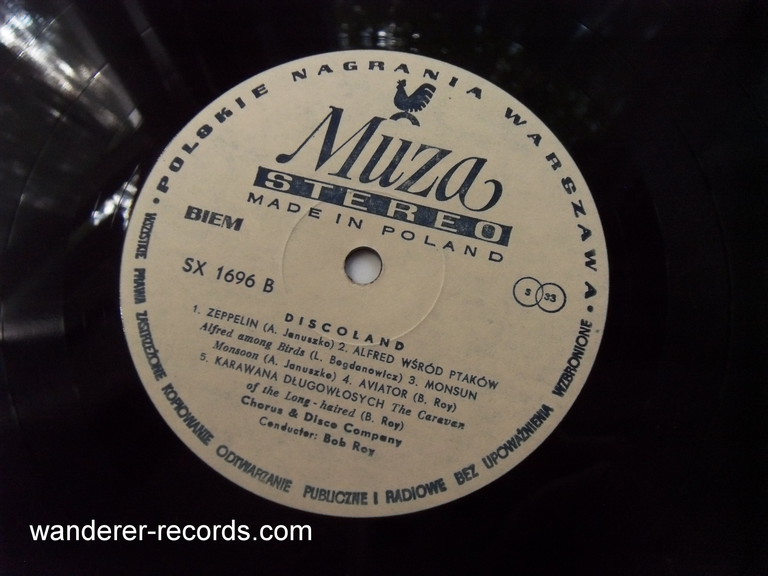 • POLSKIE NAGRANIA WARSZAWA •
Muza
STEREO
MADE IN POLAND
BIEM
SX 1696 B
S 33
DISCOLAND
1. ZEPPELIN (A. Januszko) 2. ALFRED WŚRÓD PTAKÓW
Alfred among Birds (L. Bogdanowicz) 3. MONSUN
Monsoon (A. Januszko) 4. AVIATOR (B. Roy)
5. KARAWANA DŁUGOWŁOSYCH The Caravan
of the Long-haired (B. Roy)
Chorus & Disco Company
Conductor: Bob Roy
WSZYSTKIE PRAWA ZASTRZEŻONE KOPIOWANIE ODTWARZANIE PUBLICZNE I RADIOWE BEZ UPOWAŻNIENIA WZBRONIONE
wanderer-records.com